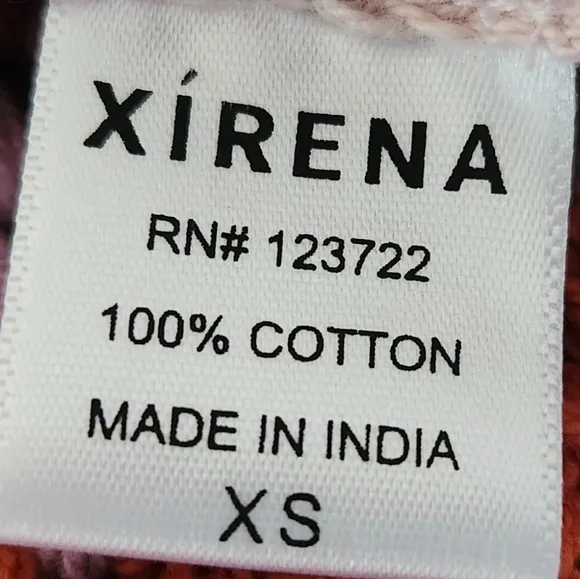 XÍRENA
RN# 123722
100% COTTON
MADE IN INDIA
XS